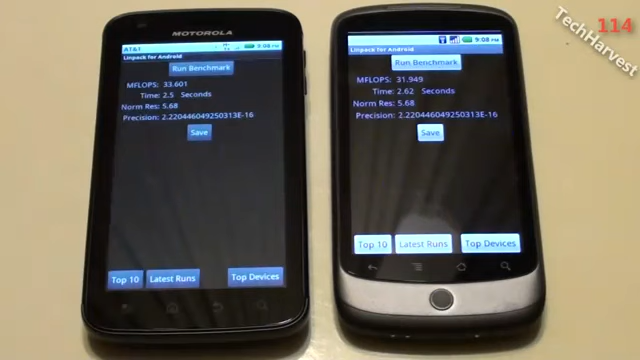 114
TechHarvest
MOTOROLA
AT&T
9:08 PM
Linpack for Android
Run Benchmark
MFLOPS: 33.601
Time: 2.5 Seconds
Norm Res: 5.68
Precision: 2.220446049250313E-16
Save
Top 10
Latest Runs
Top Devices
9:08 PM
Linpack for Android
Run Benchmark
MFLOPS: 31.949
Time: 2.62 Seconds
Norm Res: 5.68
Precision: 2.220446049250313E-16
Save
Top 10
Latest Runs
Top Devices